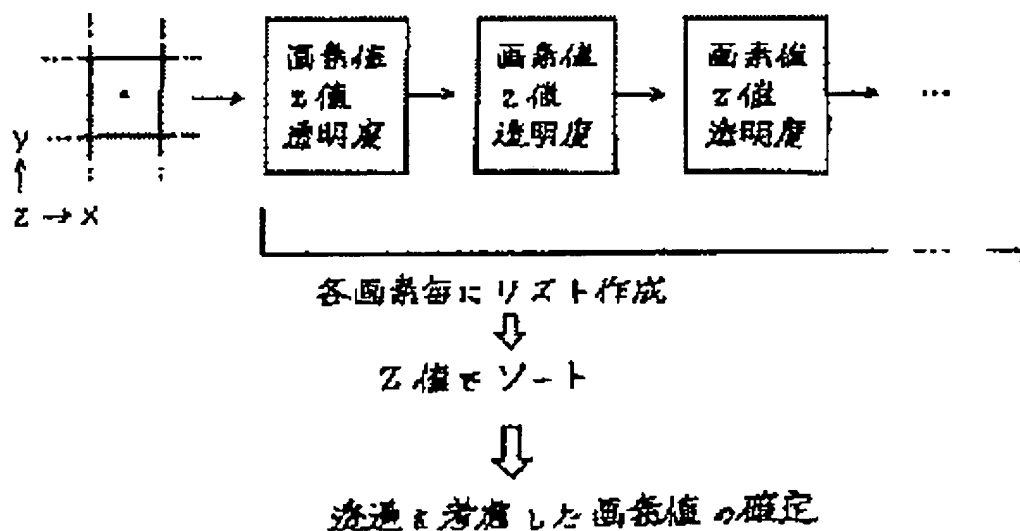 画素値 画素値 画素値
Z値 Z値 Z値 ...
透明度 透明度 透明度
Y
Z → X
各画素毎にリスト作成
Z値でソート
透過を考慮した画素値の確定